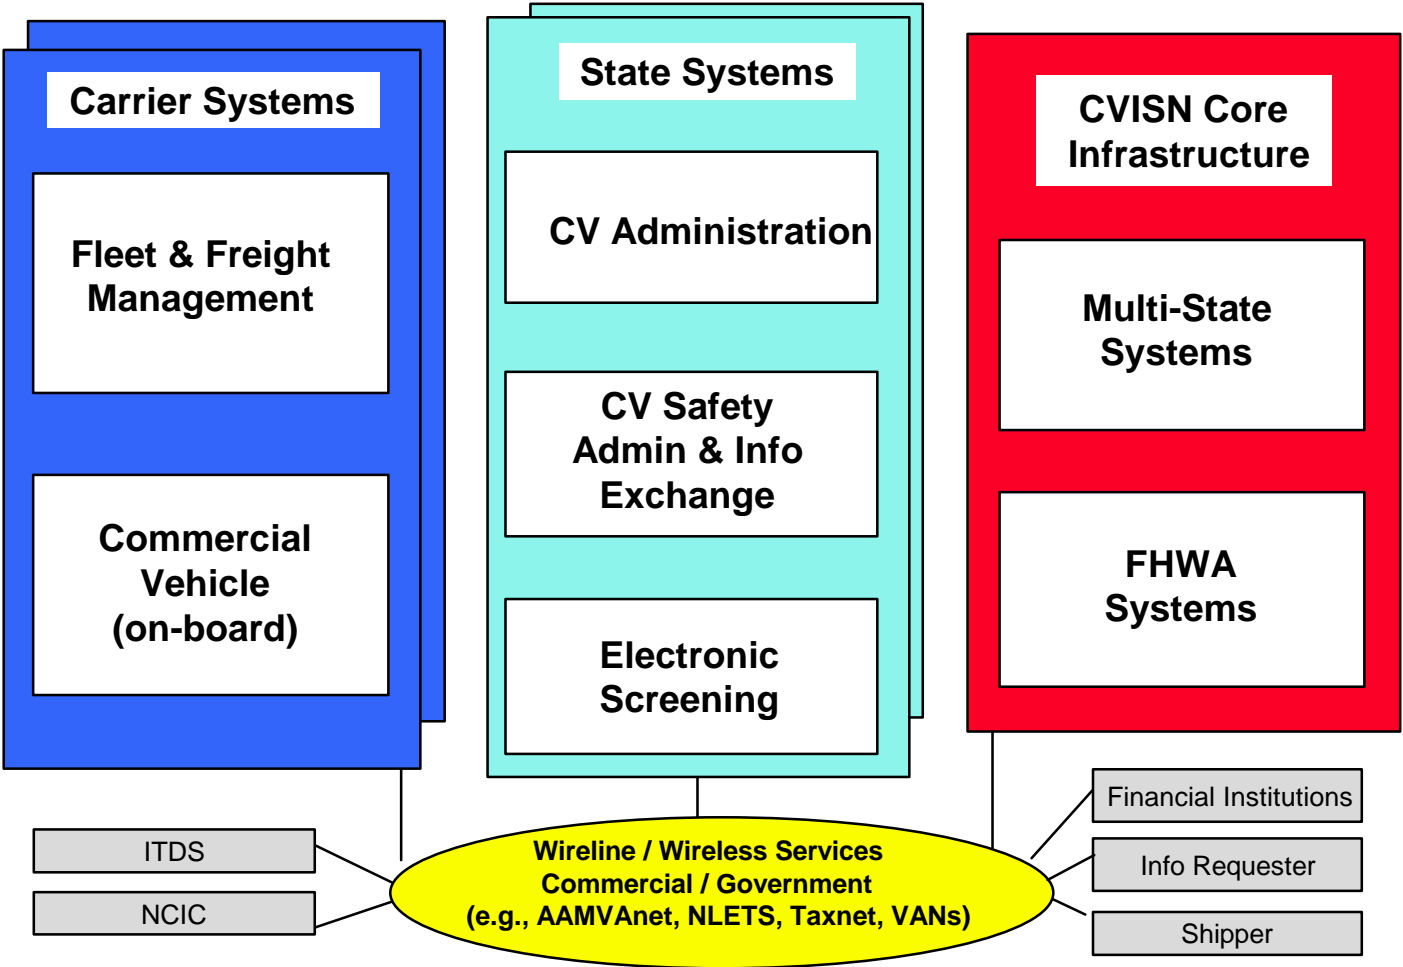 Carrier Systems
Fleet & Freight
Management
Commercial
Vehicle
(on-board)
State Systems
CV Administration
CV Safety
Admin & Info
Exchange
Electronic
Screening
CVISN Core
Infrastructure
Multi-State
Systems
FHWA
Systems
ITDS
NCIC
Wireline / Wireless Services
Commercial / Government
(e.g., AAMVAnet, NLETS, Taxnet, VANs)
Financial Institutions
Info Requester
Shipper